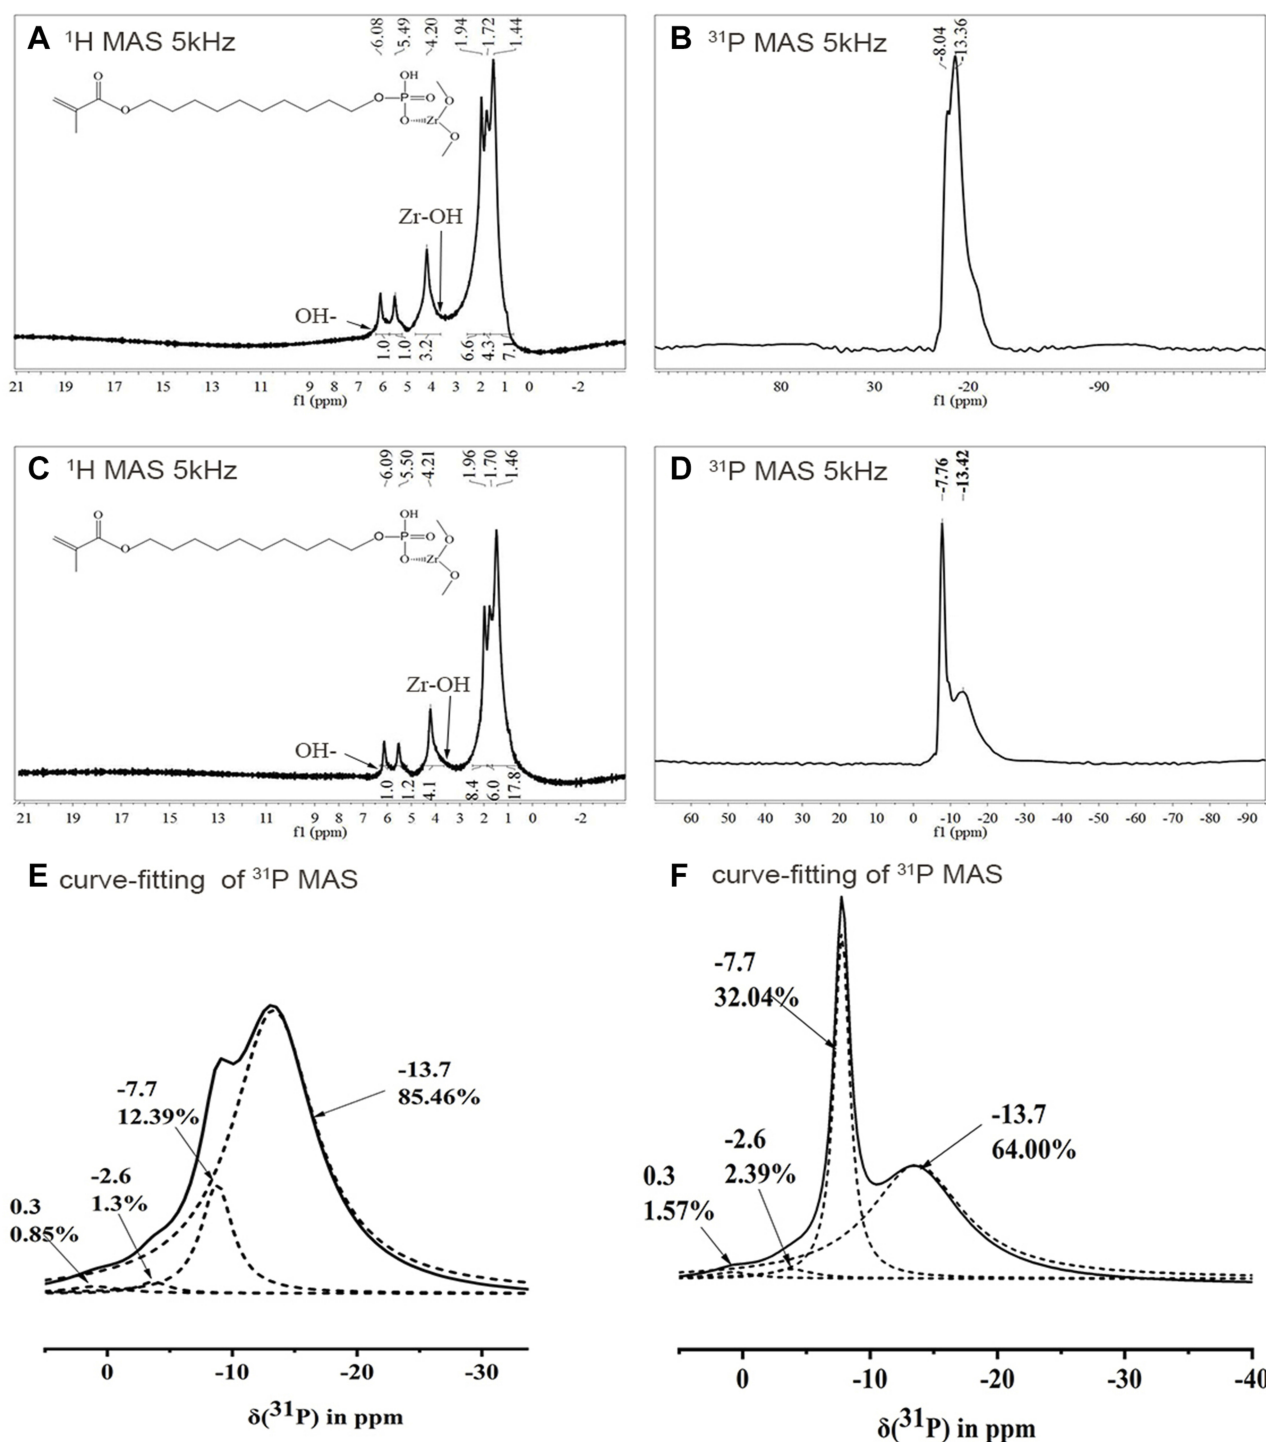 A ¹H MAS 5kHz
6.08 5.49 4.20 1.94 1.72 1.44
O O O P OH O O Zr O O
Zr-OH
OH-
1.0 1.0 3.2 6.6 4.3 7.1
21 19 17 15 13 11 9 8 7 6 5 4 3 2 1 0 -2
f1 (ppm)
B ³¹P MAS 5kHz
-8.04 -13.36
80 30 -20 -90
f1 (ppm)
C ¹H MAS 5kHz
6.09 5.50 4.21 1.96 1.70 1.46
O O O P OH O O Zr O O
Zr-OH
OH-
1.0 1.2 4.1 8.4 6.0 17.8
21 19 17 15 13 11 9 8 7 6 5 4 3 2 1 0 -2
f1 (ppm)
D ³¹P MAS 5kHz
-7.76 -13.42
60 50 40 30 20 10 0 -10 -20 -30 -40 -50 -60 -70 -80 -90
f1 (ppm)
E curve-fitting of ³¹P MAS
-13.7
85.46%
-7.7
12.39%
-2.6
1.3%
0.3
0.85%
0 -10 -20 -30
δ(³¹P) in ppm
F curve-fitting of ³¹P MAS
-7.7
32.04%
-13.7
64.00%
-2.6
2.39%
0.3
1.57%
0 -10 -20 -30 -40
δ(³¹P) in ppm